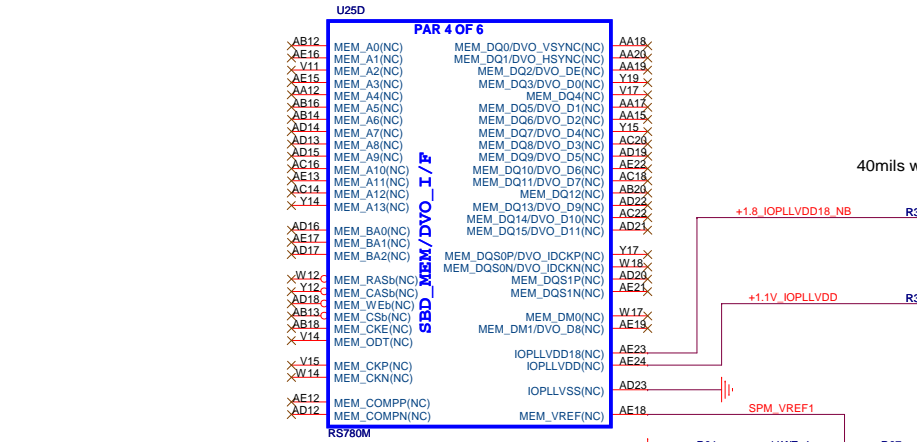 U25D
PAR 4 OF 6
AB12 MEM_A0(NC) MEM_DQ0/DVO_VSYNC(NC) AA18
AE16 MEM_A1(NC) MEM_DQ1/DVO_HSYNC(NC) AA20
V11 MEM_A2(NC) MEM_DQ2/DVO_DE(NC) AA19
AE15 MEM_A3(NC) MEM_DQ3/DVO_D0(NC) Y19
AA12 MEM_A4(NC) MEM_DQ4(NC) V17
AB16 MEM_A5(NC) MEM_DQ5/DVO_D1(NC) AA17
AB14 MEM_A6(NC) MEM_DQ6/DVO_D2(NC) AA15
AD14 MEM_A7(NC) MEM_DQ7/DVO_D4(NC) Y15
AD13 MEM_A8(NC) MEM_DQ8/DVO_D3(NC) AC20
AD15 MEM_A9(NC) MEM_DQ9/DVO_D5(NC) AD19
AC16 MEM_A10(NC) MEM_DQ10/DVO_D6(NC) AE22
AE13 MEM_A11(NC) MEM_DQ11/DVO_D7(NC) AC18
AC14 MEM_A12(NC) MEM_DQ12(NC) AB20
Y14 MEM_A13(NC) MEM_DQ13/DVO_D9(NC) AD22
MEM_DQ14/DVO_D10(NC) AC22
AD16 MEM_BA0(NC) MEM_DQ15/DVO_D11(NC) AD21
AE17 MEM_BA1(NC)
AD17 MEM_BA2(NC) MEM_DQS0P/DVO_IDCKP(NC) Y17
MEM_DQS0N/DVO_IDCKN(NC) W18
W12 MEM_RASb(NC) MEM_DQS1P(NC) AD20
Y12 MEM_CASb(NC) MEM_DQS1N(NC) AE21
AD18 MEM_WEb(NC)
AB13 MEM_CSb(NC) MEM_DM0(NC) W17
AB18 MEM_CKE(NC) MEM_DM1/DVO_D8(NC) AE19
V14 MEM_ODT(NC)
IOPLLVDD18(NC) AE23
V15 MEM_CKP(NC) IOPLLVDD(NC) AE24
W14 MEM_CKN(NC)
IOPLLVSS(NC) AD23
AE12 MEM_COMPP(NC)
AD12 MEM_COMPN(NC) MEM_VREF(NC) AE18
SBD_MEM/DVO_I/F
RS780M
40mils w
+1.8_IOPLLVDD18_NB R3
+1.1V_IOPLLVDD R3
SPM_VREF1